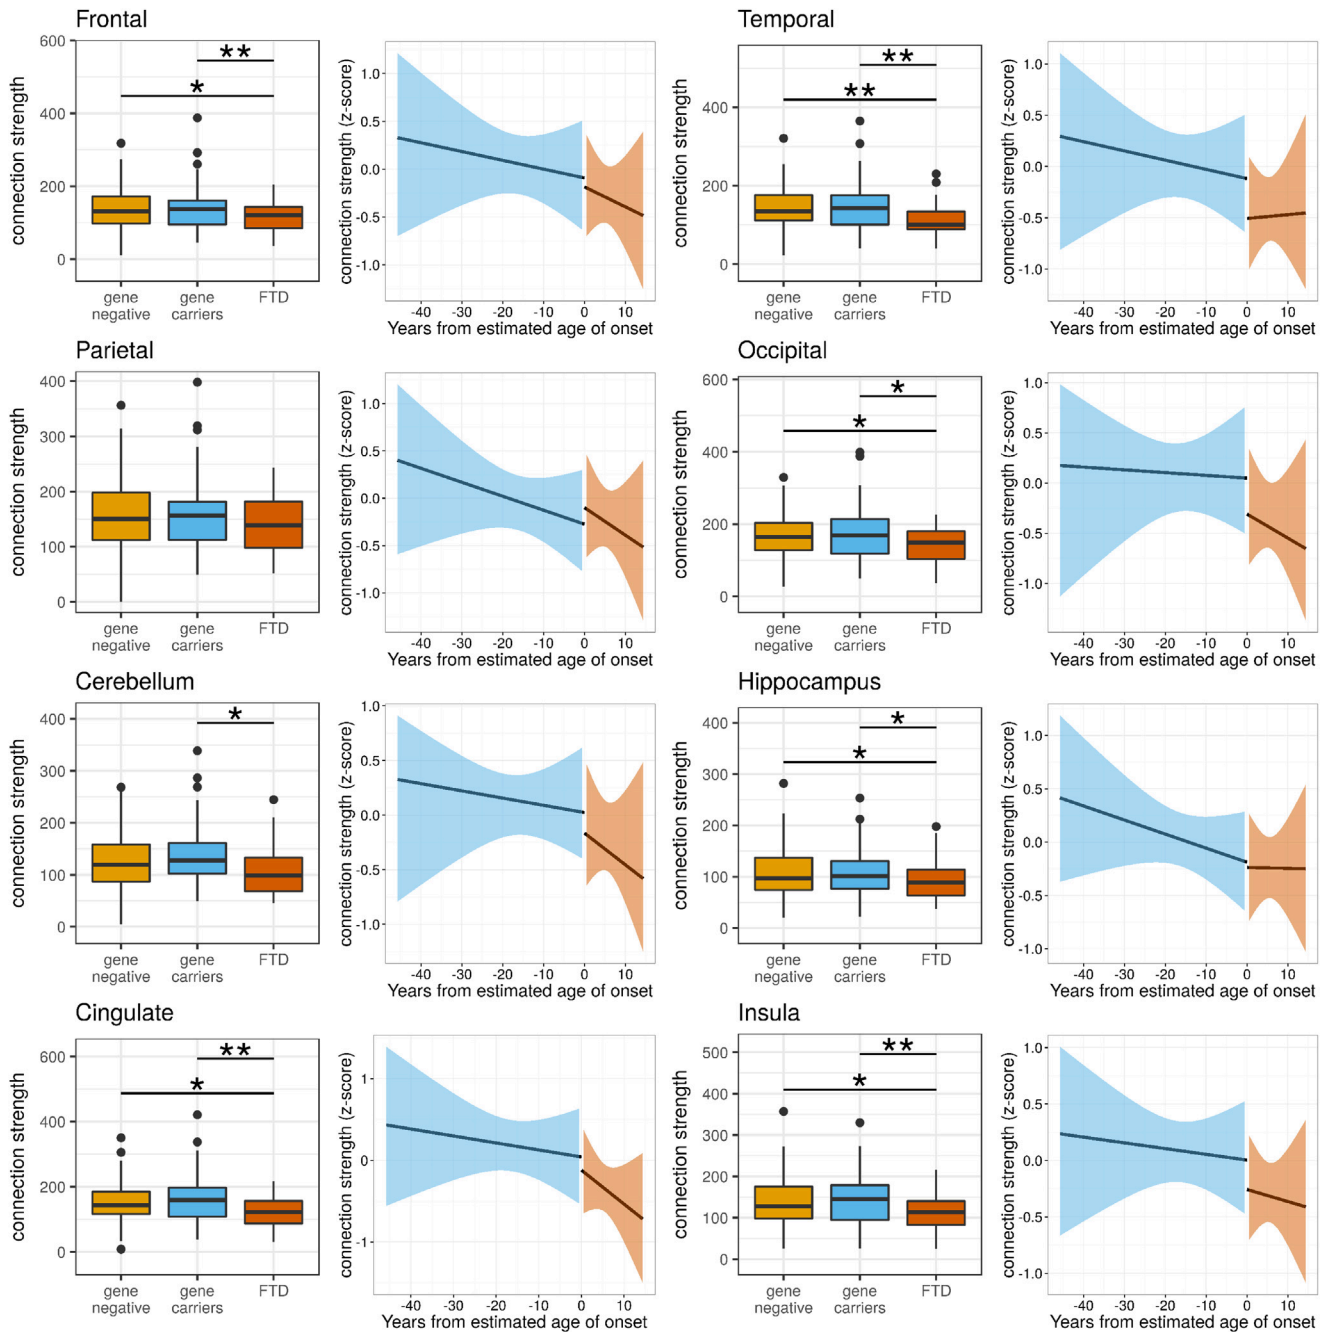 Frontal
connection strength
600
400
200
0
**
*
gene negative
gene carriers
FTD
connection strength (z-score)
1.0
0.5
0.0
-0.5
-1.0
-40 -30 -20 -10 0 10
Years from estimated age of onset
Temporal
connection strength
400
200
0
**
**
gene negative
gene carriers
FTD
connection strength (z-score)
1.0
0.5
0.0
-0.5
-1.0
-40 -30 -20 -10 0 10
Years from estimated age of onset
Parietal
connection strength
400
300
200
100
0
gene negative
gene carriers
FTD
connection strength (z-score)
1.0
0.5
0.0
-0.5
-1.0
-40 -30 -20 -10 0 10
Years from estimated age of onset
Occipital
connection strength
600
400
200
0
*
*
gene negative
gene carriers
FTD
connection strength (z-score)
1.0
0.5
0.0
-0.5
-1.0
-40 -30 -20 -10 0 10
Years from estimated age of onset
Cerebellum
connection strength
400
300
200
100
0
*
gene negative
gene carriers
FTD
connection strength (z-score)
1.0
0.5
0.0
-0.5
-1.0
-40 -30 -20 -10 0 10
Years from estimated age of onset
Hippocampus
connection strength
400
300
200
100
0
*
*
gene negative
gene carriers
FTD
connection strength (z-score)
1.0
0.5
0.0
-0.5
-1.0
-40 -30 -20 -10 0 10
Years from estimated age of onset
Cingulate
connection strength
600
400
200
0
**
*
gene negative
gene carriers
FTD
connection strength (z-score)
1
0
-1
-40 -30 -20 -10 0 10
Years from estimated age of onset
Insula
connection strength
500
400
300
200
100
0
**
*
gene negative
gene carriers
FTD
connection strength (z-score)
1.0
0.5
0.0
-0.5
-1.0
-40 -30 -20 -10 0 10
Years from estimated age of onset